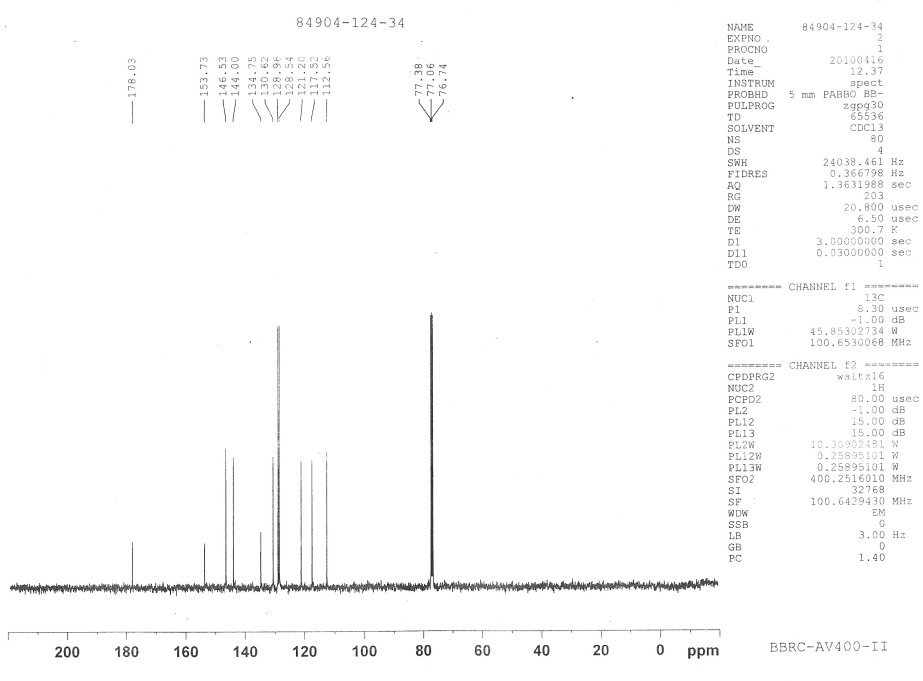 84904-124-34
178.03
153.73
146.53
144.00
134.75
130.62
128.96
128.54
121.20
117.52
112.56
77.38
77.06
76.74
NAME 84904-124-34
EXPNO 2
PROCNO 1
Date_ 20100416
Time 12.37
INSTRUM spect
PROBHD 5 mm PABBO BB-
PULPROG zgpg30
TD 65536
SOLVENT CDCl3
NS 80
DS 4
SWH 24038.461 Hz
FIDRES 0.366798 Hz
AQ 1.3631988 sec
RG 203
DW 20.800 usec
DE 6.50 usec
TE 300.7 K
D1 3.00000000 sec
D11 0.03000000 sec
TD0 1
======== CHANNEL f1 ========
NUC1 13C
P1 8.30 usec
PL1 -1.00 dB
PL1W 45.85302734 W
SFO1 100.6530068 MHz
======== CHANNEL f2 ========
CPDPRG2 waltz16
NUC2 1H
PCPD2 80.00 usec
PL2 -1.00 dB
PL12 15.00 dB
PL13 15.00 dB
PL2W 10.30902481 W
PL12W 0.25895101 W
PL13W 0.25895101 W
SFO2 400.2516010 MHz
SI 32768
SF 100.6429430 MHz
WDW EM
SSB 0
LB 3.00 Hz
GB 0
PC 1.40
200 180 160 140 120 100 80 60 40 20 0 ppm
BBRC-AV400-II